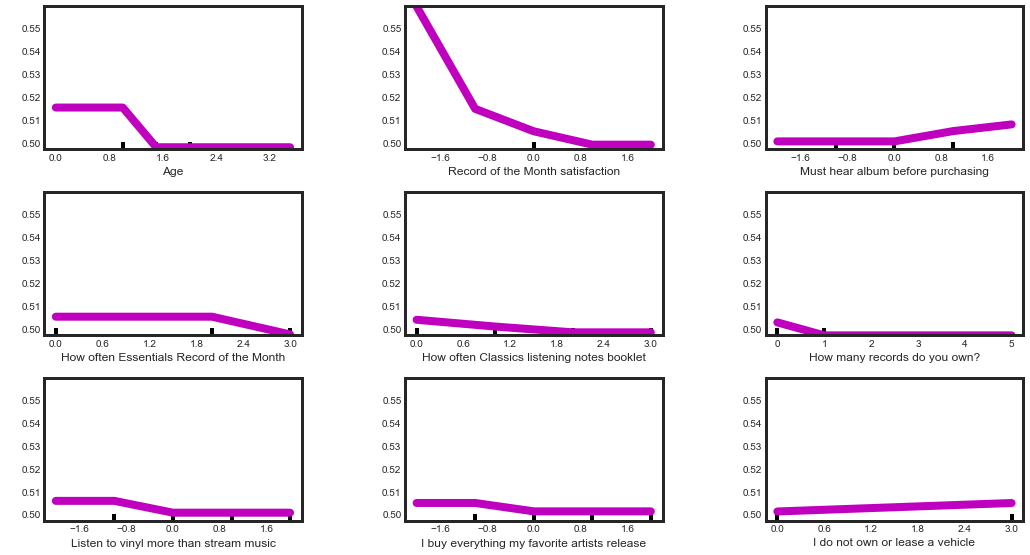 0.55 0.55 0.55
0.54 0.54 0.54
0.53 0.53 0.53
0.52 0.52 0.52
0.51 0.51 0.51
0.50 0.50 0.50
0.0 0.8 1.6 2.4 3.2 −1.6 −0.8 0.0 0.8 1.6 −1.6 −0.8 0.0 0.8 1.6
Age Record of the Month satisfaction Must hear album before purchasing
0.55 0.55 0.55
0.54 0.54 0.54
0.53 0.53 0.53
0.52 0.52 0.52
0.51 0.51 0.51
0.50 0.50 0.50
0.0 0.6 1.2 1.8 2.4 3.0 0.0 0.6 1.2 1.8 2.4 3.0 0 1 2 3 4 5
How often Essentials Record of the Month How often Classics listening notes booklet How many records do you own?
0.55 0.55 0.55
0.54 0.54 0.54
0.53 0.53 0.53
0.52 0.52 0.52
0.51 0.51 0.51
0.50 0.50 0.50
−1.6 −0.8 0.0 0.8 1.6 −1.6 −0.8 0.0 0.8 1.6 0.0 0.6 1.2 1.8 2.4 3.0
Listen to vinyl more than stream music I buy everything my favorite artists release I do not own or lease a vehicle